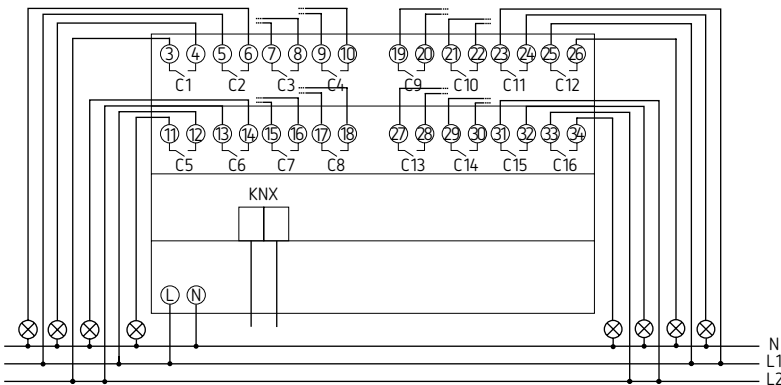 3 4 5 6 7 8 9 10 19 20 21 22 23 24 25 26
C1 C2 C3 C4 C9 C10 C11 C12
11 12 13 14 15 16 17 18 27 28 29 30 31 32 33 34
C5 C6 C7 C8 C13 C14 C15 C16
KNX
L N
N
L1
L2